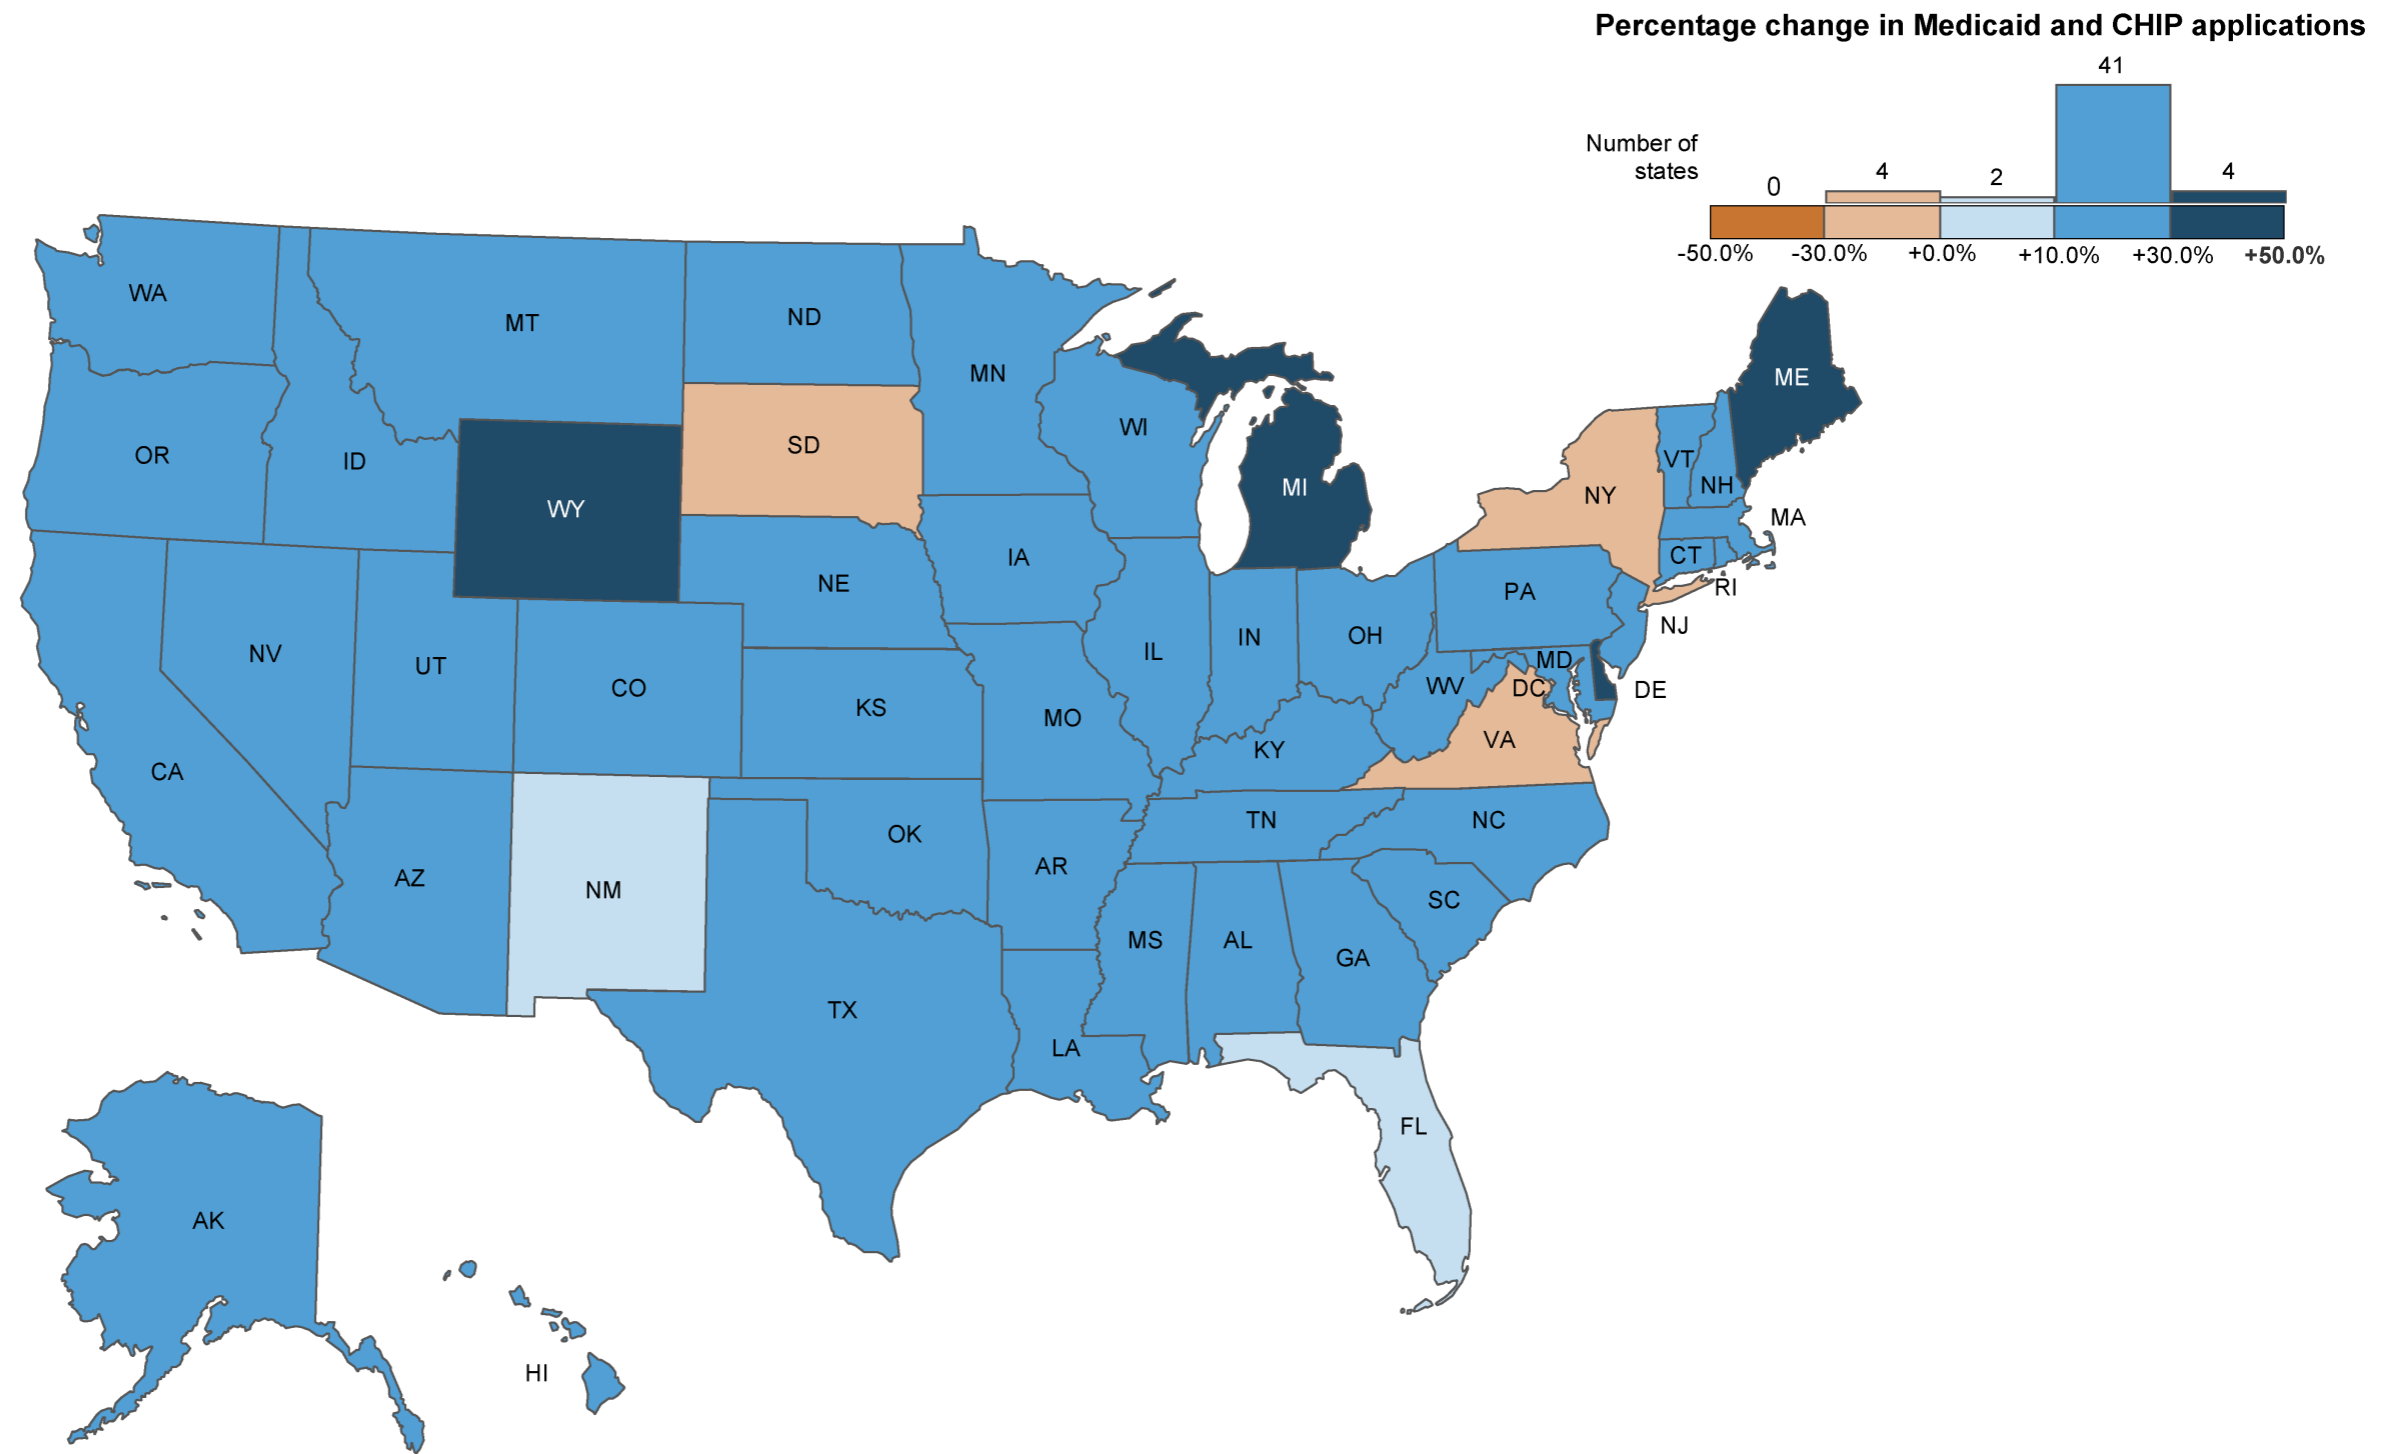 Percentage change in Medicaid and CHIP applications
41
Number of
states
0
4
2
4
-50.0%
-30.0%
+0.0%
+10.0%
+30.0%
+50.0%
WA
MT
ND
MN
OR
ID
WY
SD
WI
MI
NY
VT
NH
ME
MA
CT
RI
NJ
NE
IA
PA
NV
UT
CO
KS
MO
IL
IN
OH
WV
MD
DC
DE
VA
KY
CA
AZ
NM
OK
AR
TN
NC
SC
MS
AL
GA
TX
LA
FL
AK
HI